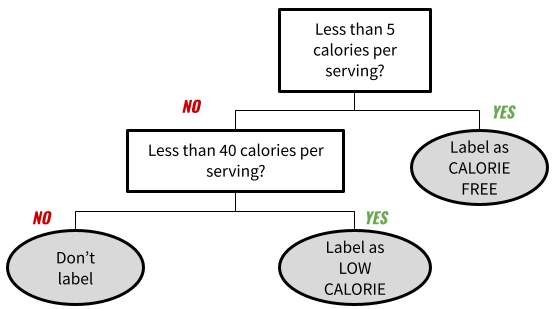 Less than 5
calories per
serving?
NO
YES
Less than 40 calories per
serving?
Label as
CALORIE
FREE
NO
YES
Don’t
label
Label as
LOW
CALORIE